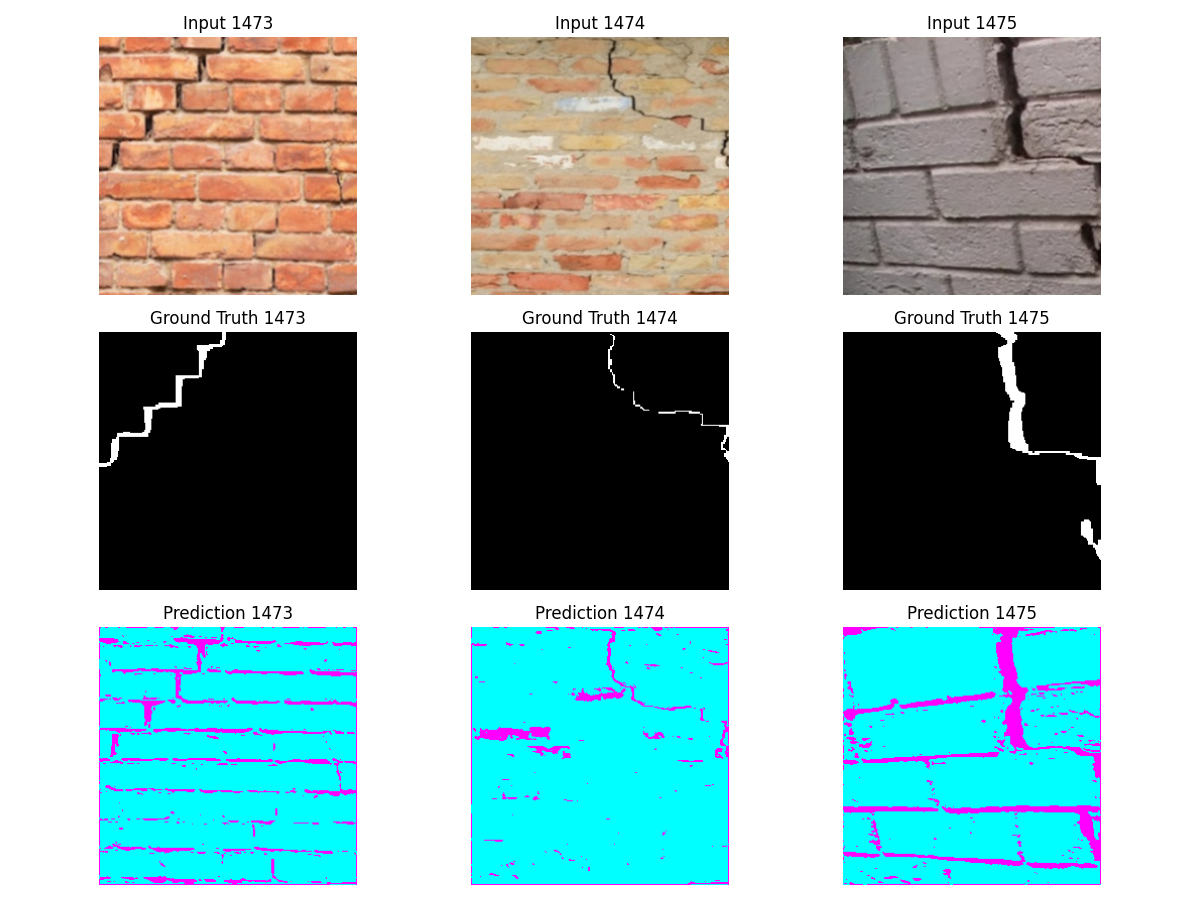 Input 1473
Input 1474
Input 1475
Ground Truth 1473
Ground Truth 1474
Ground Truth 1475
Prediction 1473
Prediction 1474
Prediction 1475